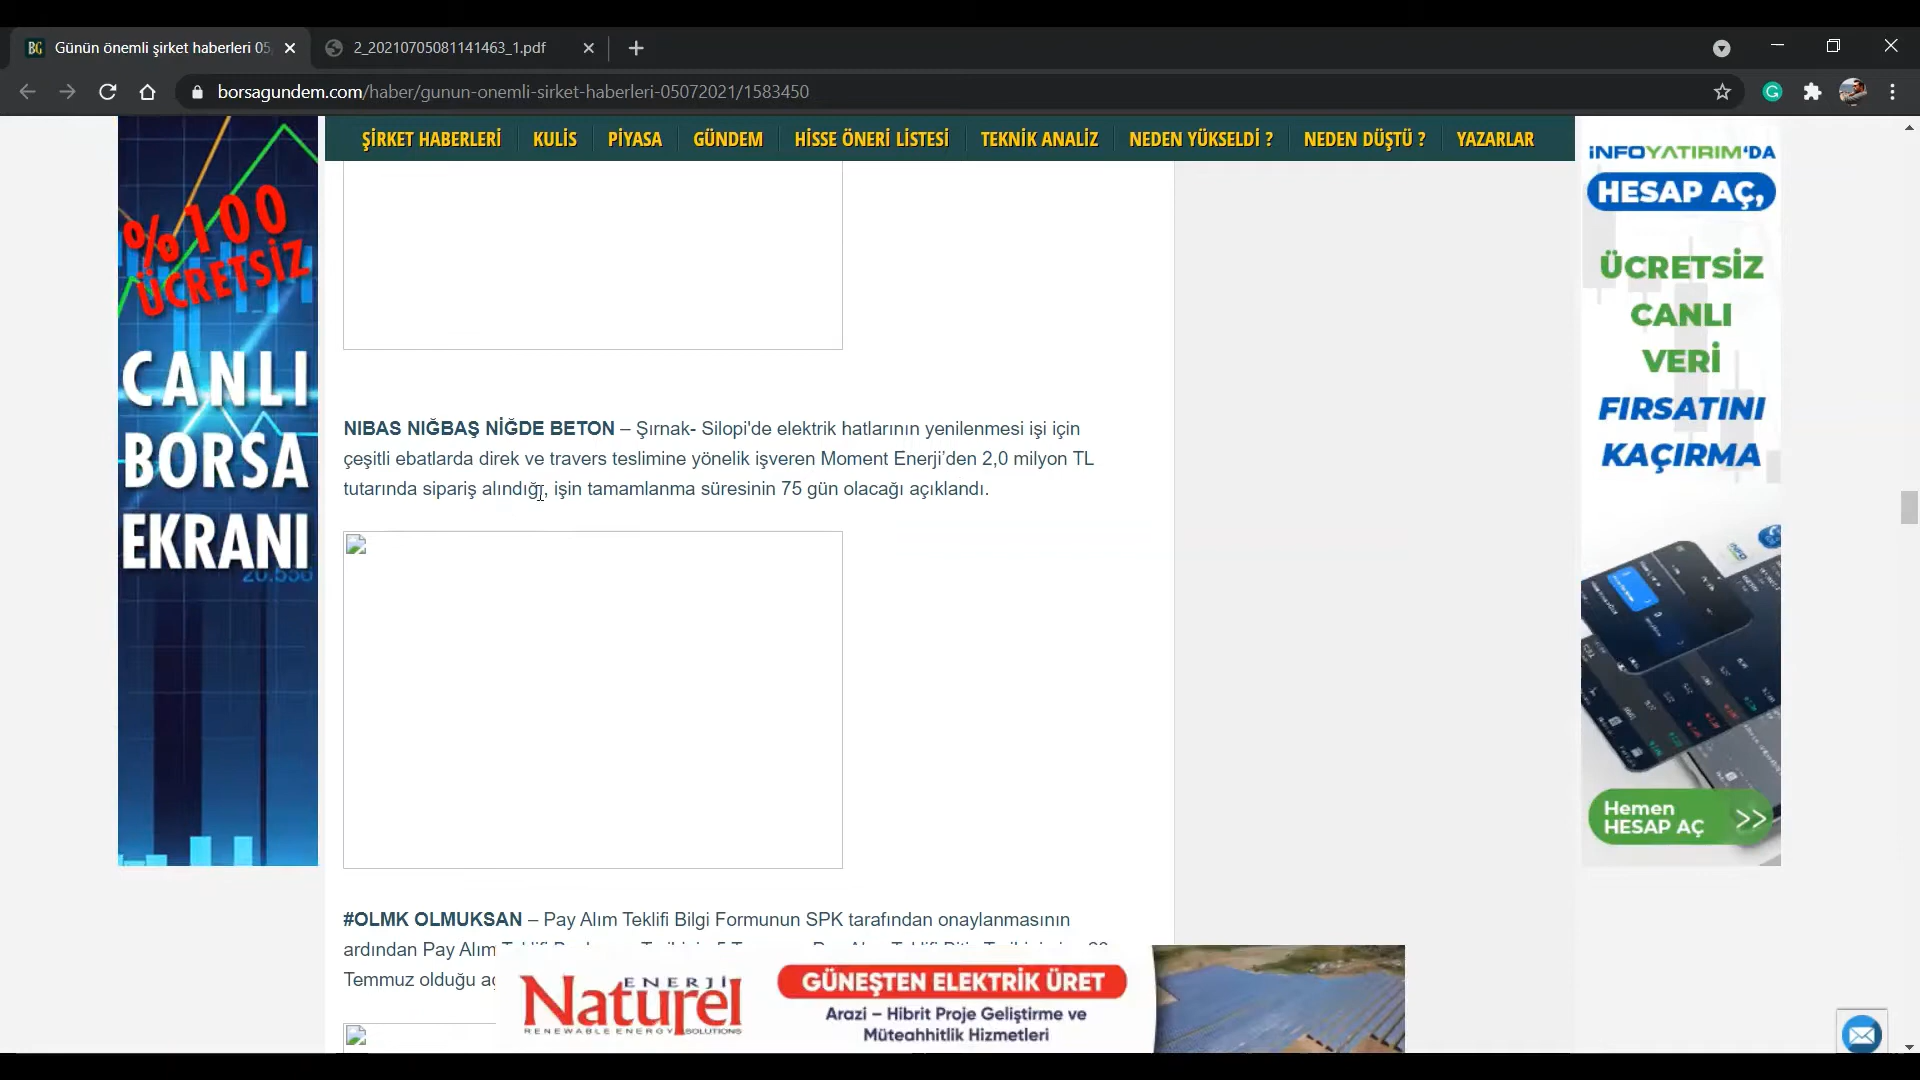 Günün önemli şirket haberleri 05
2_20210705081141463_1.pdf
borsagundem.com/haber/gunun-onemli-sirket-haberleri-05072021/1583450
ŞİRKET HABERLERİ KULİS PİYASA GÜNDEM HİSSE ÖNERİ LİSTESİ TEKNİK ANALİZ NEDEN YÜKSELDİ ? NEDEN DÜŞTÜ ? YAZARLAR
%100
ÜCRETSİZ
CANLI
BORSA
EKRANI
NIBAS NIĞBAŞ NİĞDE BETON – Şırnak- Silopi'de elektrik hatlarının yenilenmesi işi için
çeşitli ebatlarda direk ve travers teslimine yönelik işveren Moment Enerji’den 2,0 milyon TL
tutarında sipariş alındığı, işin tamamlanma süresinin 75 gün olacağı açıklandı.
#OLMK OLMUKSAN – Pay Alım Teklifi Bilgi Formunun SPK tarafından onaylanmasının
ardından Pay Alım
Temmuz olduğu
ENERJİ
Naturel
RENEWABLE ENERGY SOLUTIONS
GÜNEŞTEN ELEKTRİK ÜRET
Arazi – Hibrit Proje Geliştirme ve
Müteahhitlik Hizmetleri
İNFOYATIRIM‘DA
HESAP AÇ,
ÜCRETSİZ
CANLI
VERİ
FIRSATINI
KAÇIRMA
Hemen
HESAP AÇ >>